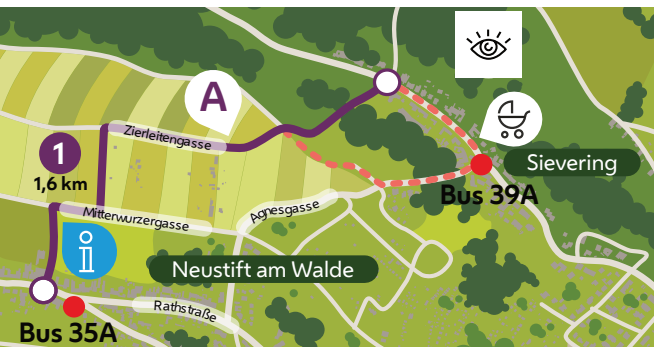 A
Zierleitengasse
1
1,6 km
Sievering
Bus 39A
Agnesgasse
Mitterwurzergasse
i
Neustift am Walde
Rathstraße
Bus 35A